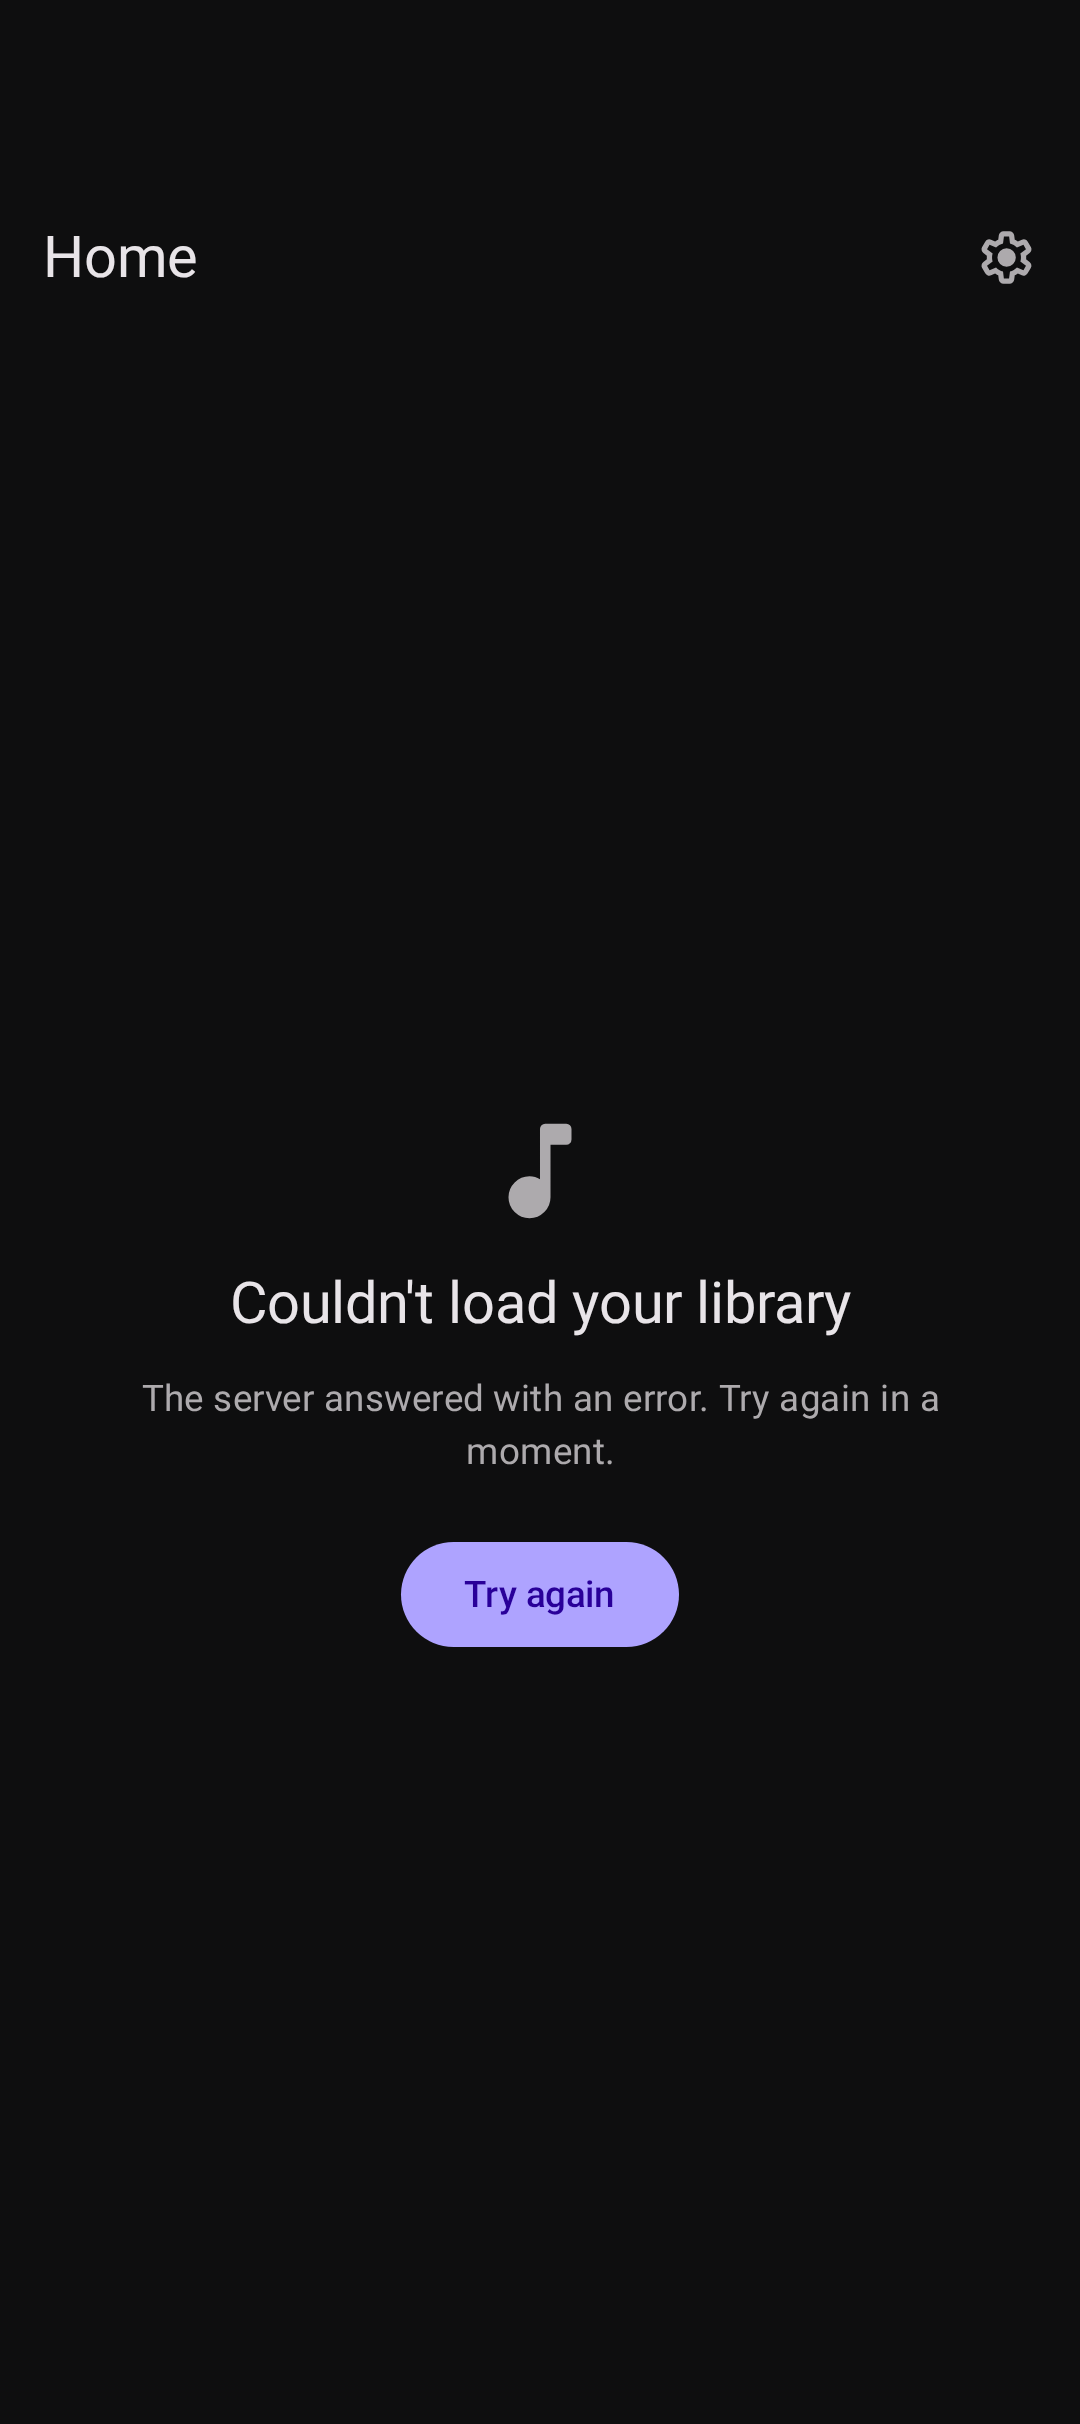 Home
Couldn't load your library
The server answered with an error. Try again in a
moment.
Try again